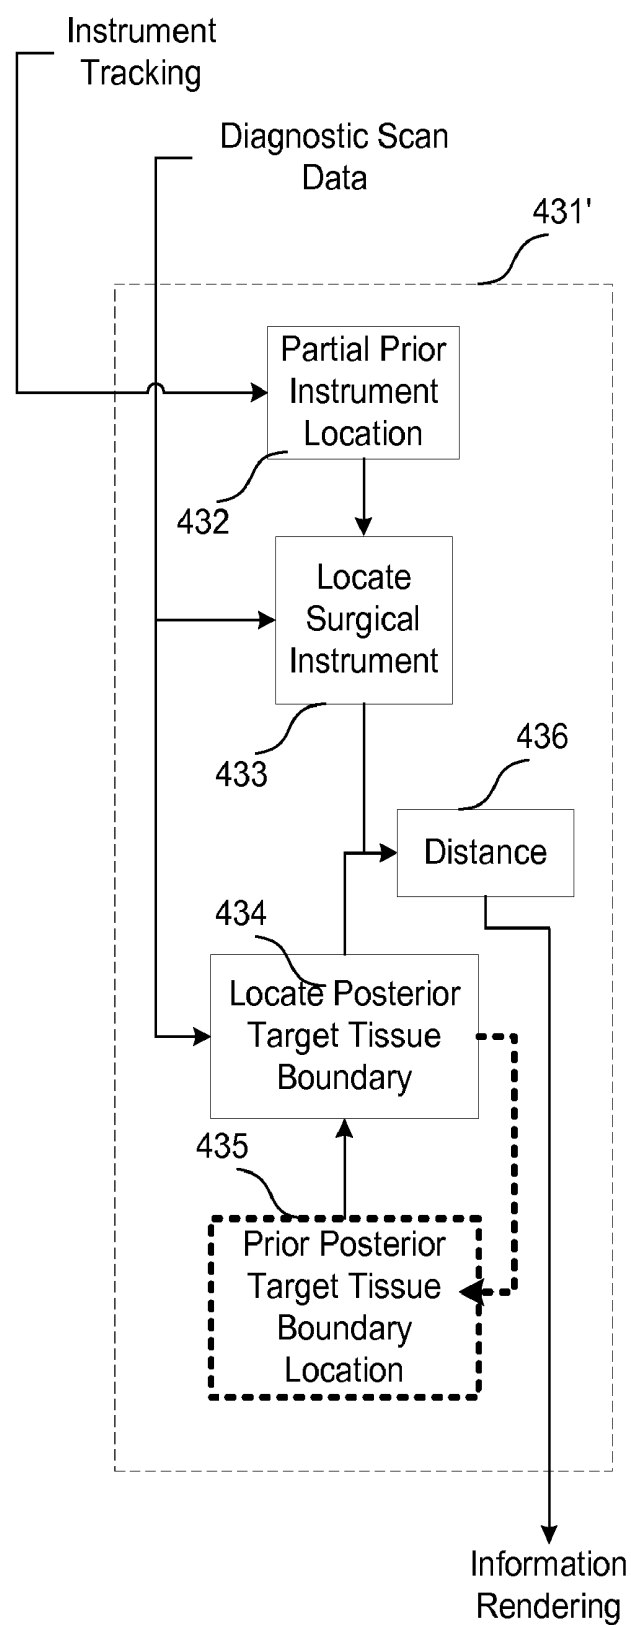 Instrument
Tracking
Diagnostic Scan
Data
431'
Partial Prior
Instrument
Location
432
Locate
Surgical
Instrument
433
436
Distance
434
Locate Posterior
Target Tissue
Boundary
435
Prior Posterior
Target Tissue
Boundary
Location
Information
Rendering